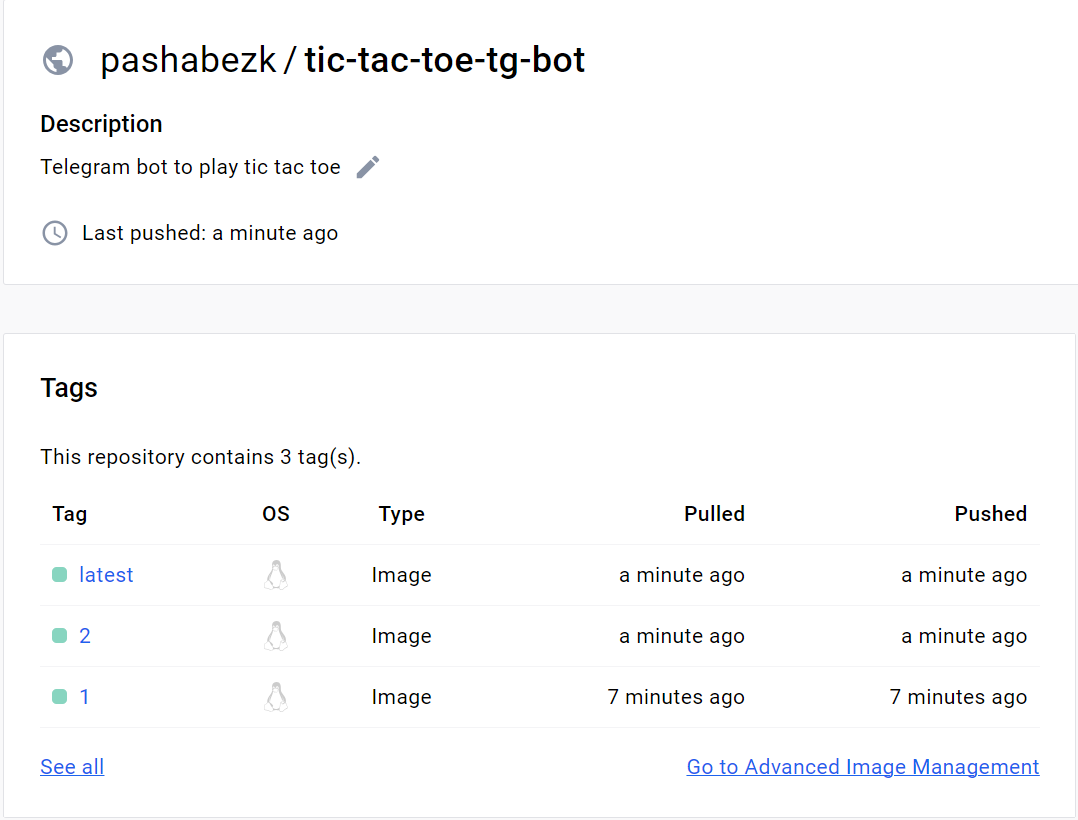 pashabezk / tic-tac-toe-tg-bot
Description
Telegram bot to play tic tac toe
Last pushed: a minute ago
Tags
This repository contains 3 tag(s).
Tag OS Type Pulled Pushed
latest Image a minute ago a minute ago
2 Image a minute ago a minute ago
1 Image 7 minutes ago 7 minutes ago
See all Go to Advanced Image Management